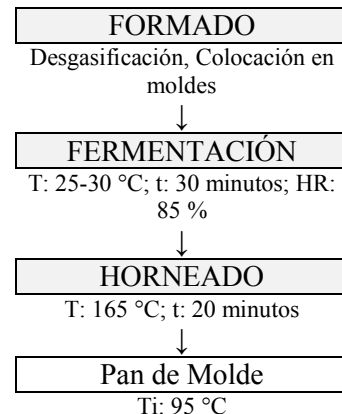 FORMADO
Desgasificación, Colocación en
moldes
↓
FERMENTACIÓN
T: 25-30 °C; t: 30 minutos; HR:
85 %
↓
HORNEADO
T: 165 °C; t: 20 minutos
↓
Pan de Molde
Ti: 95 °C